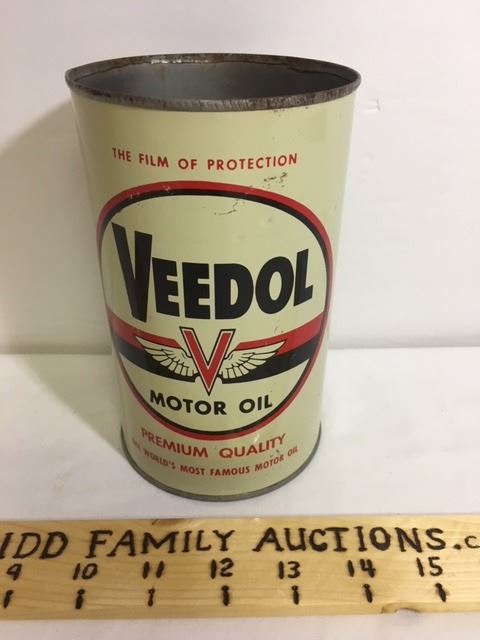 THE FILM OF PROTECTION
VEEDOL
V
MOTOR OIL
PREMIUM QUALITY
THE WORLD'S MOST FAMOUS MOTOR OIL
IDD FAMILY AUCTIONS.c
9 10 11 12 13 14 15